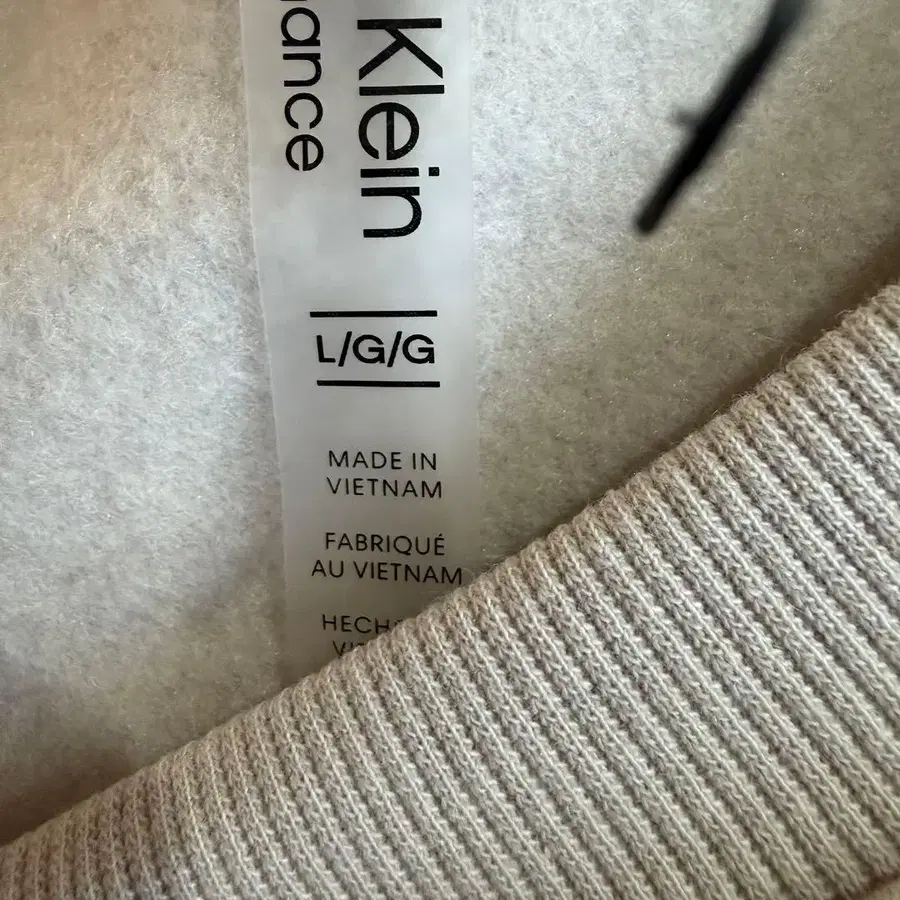 Klein
ance
L/G/G
MADE IN
VIETNAM
FABRIQUÉ
AU VIETNAM